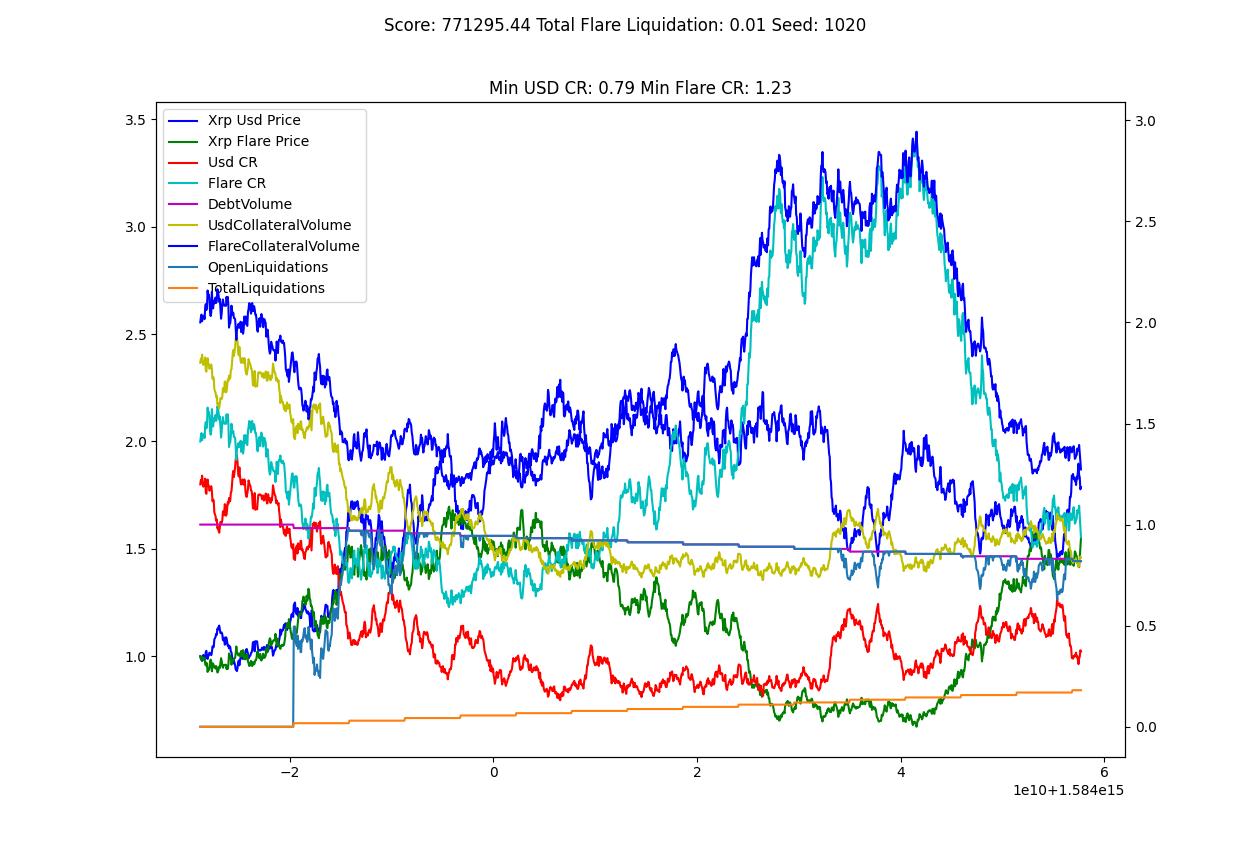 Score: 771295.44 Total Flare Liquidation: 0.01 Seed: 1020
Min USD CR: 0.79 Min Flare CR: 1.23
Xrp Usd Price
Xrp Flare Price
Usd CR
Flare CR
DebtVolume
UsdCollateralVolume
FlareCollateralVolume
OpenLiquidations
TotalLiquidations
3.5
3.0
2.5
2.0
1.5
1.0
3.0
2.5
2.0
1.5
1.0
0.5
0.0
−2
0
2
4
6
1e10+1.584e15